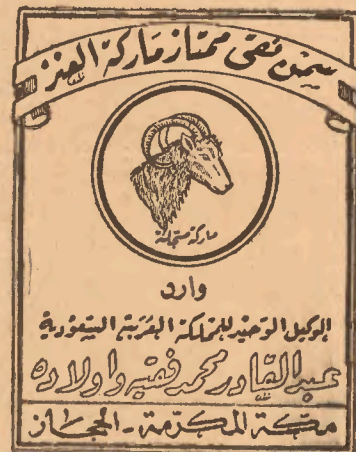 سمن نقي ممتاز ماركة العنز
ماركة مسجلة
وارد
الوكيل الوحيد للمملكة العربية السعودية
عبد القادر محمد فقيه واولاده
مكة المكرمة - الحجاز